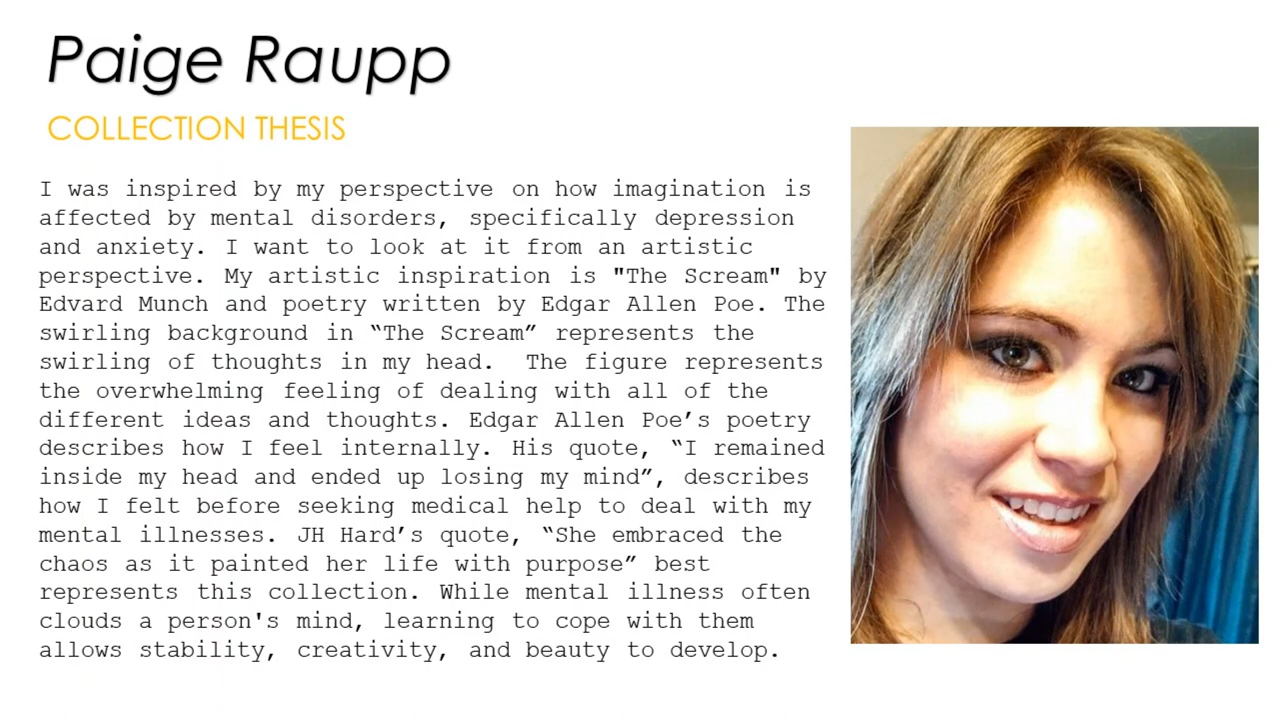 Paige Raupp
COLLECTION THESIS
I was inspired by my perspective on how imagination is
affected by mental disorders, specifically depression
and anxiety. I want to look at it from an artistic
perspective. My artistic inspiration is "The Scream" by
Edvard Munch and poetry written by Edgar Allen Poe. The
swirling background in “The Scream” represents the
swirling of thoughts in my head.  The figure represents
the overwhelming feeling of dealing with all of the
different ideas and thoughts. Edgar Allen Poe’s poetry
describes how I feel internally. His quote, “I remained
inside my head and ended up losing my mind”, describes
how I felt before seeking medical help to deal with my
mental illnesses. JH Hard’s quote, “She embraced the
chaos as it painted her life with purpose” best
represents this collection. While mental illness often
clouds a person's mind, learning to cope with them
allows stability, creativity, and beauty to develop.